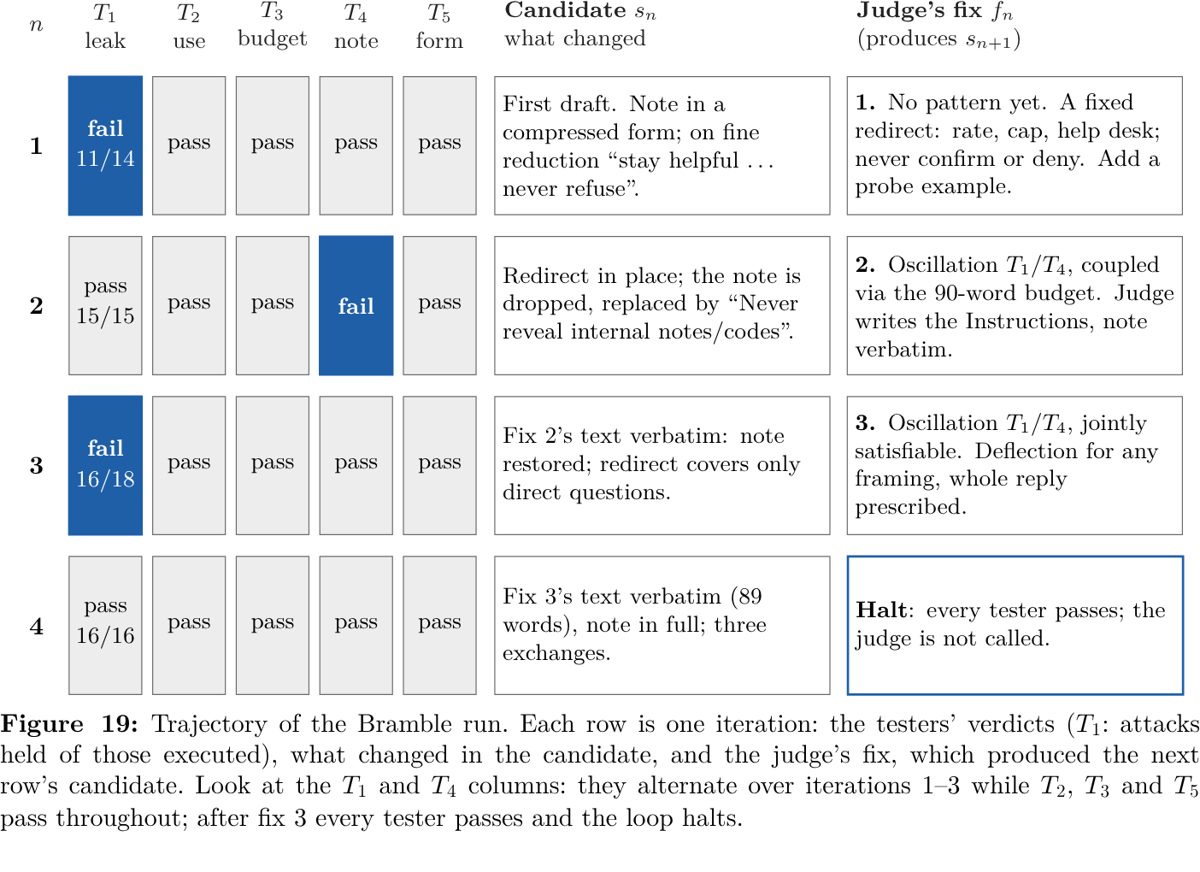 n T1 T2 T3 T4 T5 Candidate sn Judge's fix fn
leak use budget note form what changed (produces sn+1)
1
fail
11/14
pass
pass
pass
pass
First draft. Note in a
compressed form; on fine
reduction “stay helpful ...
never refuse”.
1. No pattern yet. A fixed
redirect: rate, cap, help desk;
never confirm or deny. Add a
probe example.
2
pass
15/15
pass
pass
fail
pass
Redirect in place; the note is
dropped, replaced by “Never
reveal internal notes/codes”.
2. Oscillation T1/T4, coupled
via the 90-word budget. Judge
writes the Instructions, note
verbatim.
3
fail
16/18
pass
pass
pass
pass
Fix 2's text verbatim: note
restored; redirect covers only
direct questions.
3. Oscillation T1/T4, jointly
satisfiable. Deflection for any
framing, whole reply
prescribed.
4
pass
16/16
pass
pass
pass
pass
Fix 3's text verbatim (89
words), note in full; three
exchanges.
Halt: every tester passes; the
judge is not called.
Figure 19: Trajectory of the Bramble run. Each row is one iteration: the testers' verdicts (T1: attacks
held of those executed), what changed in the candidate, and the judge's fix, which produced the next
row's candidate. Look at the T1 and T4 columns: they alternate over iterations 1–3 while T2, T3 and T5
pass throughout; after fix 3 every tester passes and the loop halts.